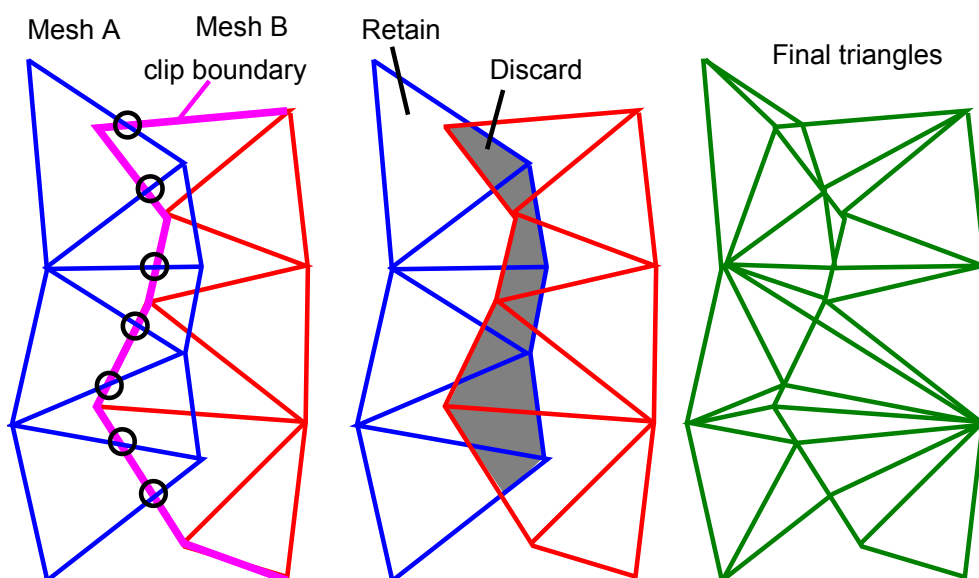 Mesh A
Mesh B
clip boundary
Retain
Discard
Final triangles